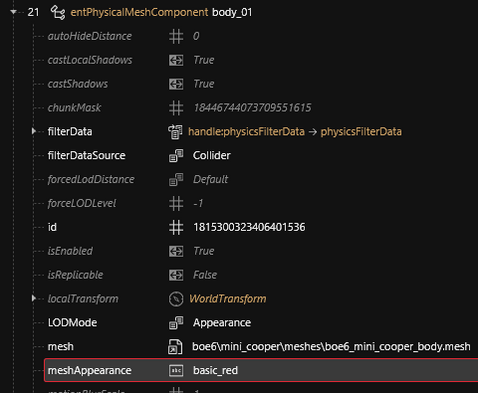 21 entPhysicalMeshComponent body_01
autoHideDistance # 0
castLocalShadows True
castShadows True
chunkMask # 18446744073709551615
filterData handle:physicsFilterData → physicsFilterData
filterDataSource Collider
forcedLodDistance Default
forceLODLevel # -1
id # 1815300323406401536
isEnabled True
isReplicable False
localTransform WorldTransform
LODMode Appearance
mesh boe6\mini_cooper\meshes\boe6_mini_cooper_body.mesh
meshAppearance abc basic_red